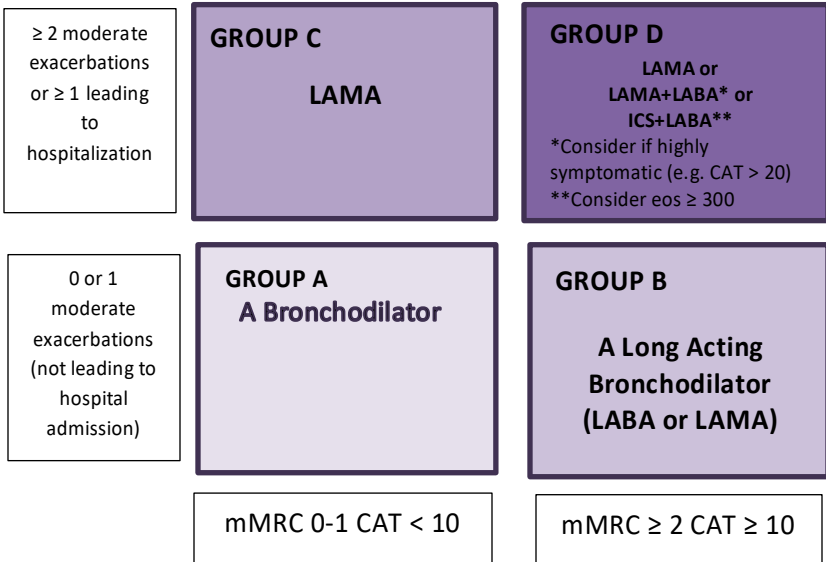 ≥ 2 moderate
exacerbations
or ≥ 1 leading
to
hospitalization
GROUP C
LAMA
GROUP D
LAMA or
LAMA+LABA* or
ICS+LABA**
*Consider if highly
symptomatic (e.g. CAT > 20)
**Consider eos ≥ 300
0 or 1
moderate
exacerbations
(not leading to
hospital
admission)
GROUP A
A Bronchodilator
GROUP B
A Long Acting
Bronchodilator
(LABA or LAMA)
mMRC 0-1 CAT < 10
mMRC ≥ 2 CAT ≥ 10